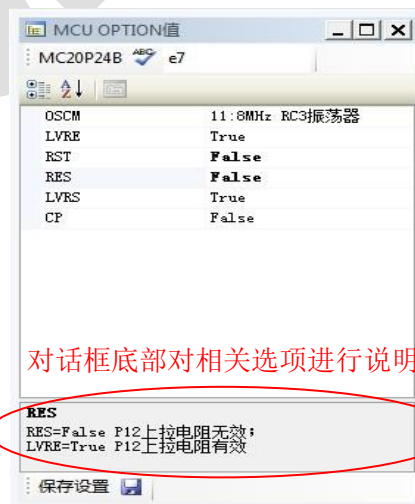 MCU OPTION值
MC20P24B ABC e7
OSCM 11:8MHz RC3振荡器
LVRE True
RST False
RES False
LVRS True
CP False
对话框底部对相关选项进行说明
RES
RES=False P12上拉电阻无效;
LVRE=True P12上拉电阻有效
保存设置